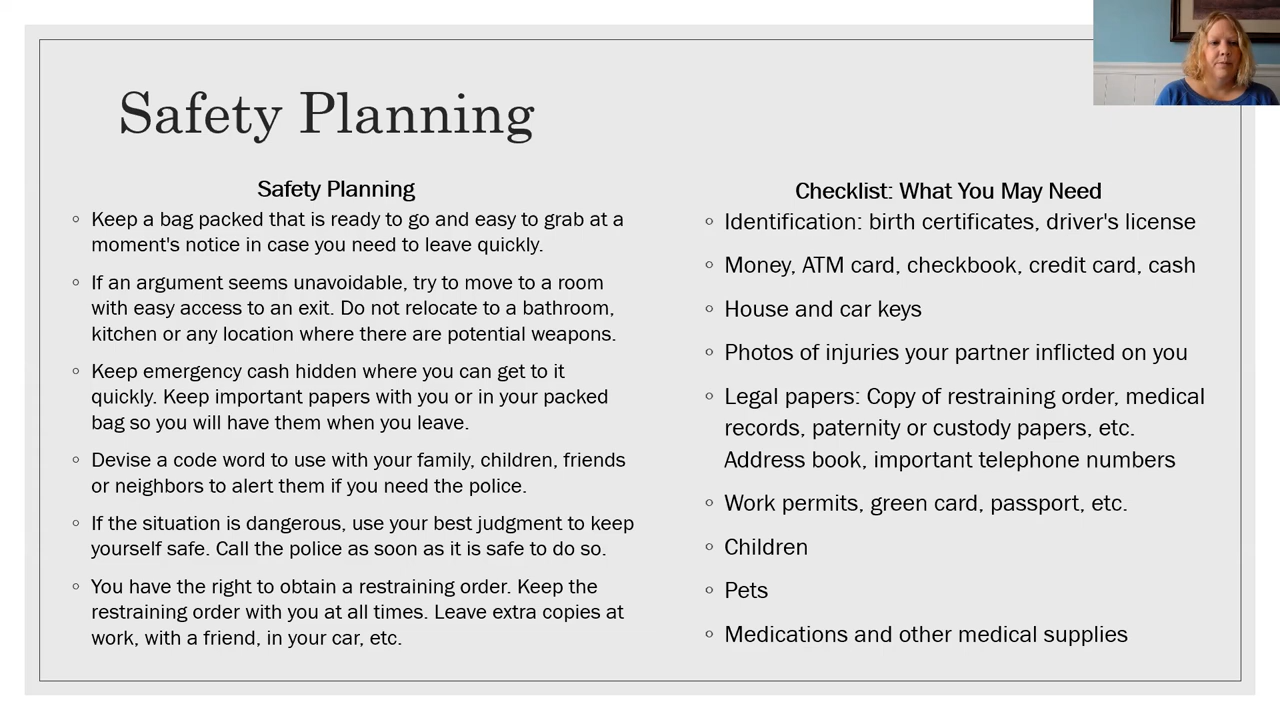 Safety Planning
Safety Planning
◦ Keep a bag packed that is ready to go and easy to grab at a
moment's notice in case you need to leave quickly.
◦ If an argument seems unavoidable, try to move to a room
with easy access to an exit. Do not relocate to a bathroom,
kitchen or any location where there are potential weapons.
◦ Keep emergency cash hidden where you can get to it
quickly. Keep important papers with you or in your packed
bag so you will have them when you leave.
◦ Devise a code word to use with your family, children, friends
or neighbors to alert them if you need the police.
◦ If the situation is dangerous, use your best judgment to keep
yourself safe. Call the police as soon as it is safe to do so.
◦ You have the right to obtain a restraining order. Keep the
restraining order with you at all times. Leave extra copies at
work, with a friend, in your car, etc.
Checklist: What You May Need
◦ Identification: birth certificates, driver's license
◦ Money, ATM card, checkbook, credit card, cash
◦ House and car keys
◦ Photos of injuries your partner inflicted on you
◦ Legal papers: Copy of restraining order, medical
records, paternity or custody papers, etc.
Address book, important telephone numbers
◦ Work permits, green card, passport, etc.
◦ Children
◦ Pets
◦ Medications and other medical supplies